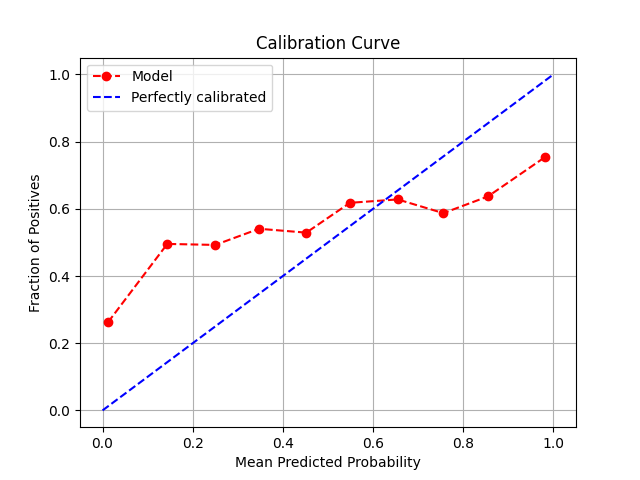 Calibration Curve
Model
Perfectly calibrated
Fraction of Positives
1.0
0.8
0.6
0.4
0.2
0.0
0.0 0.2 0.4 0.6 0.8 1.0
Mean Predicted Probability